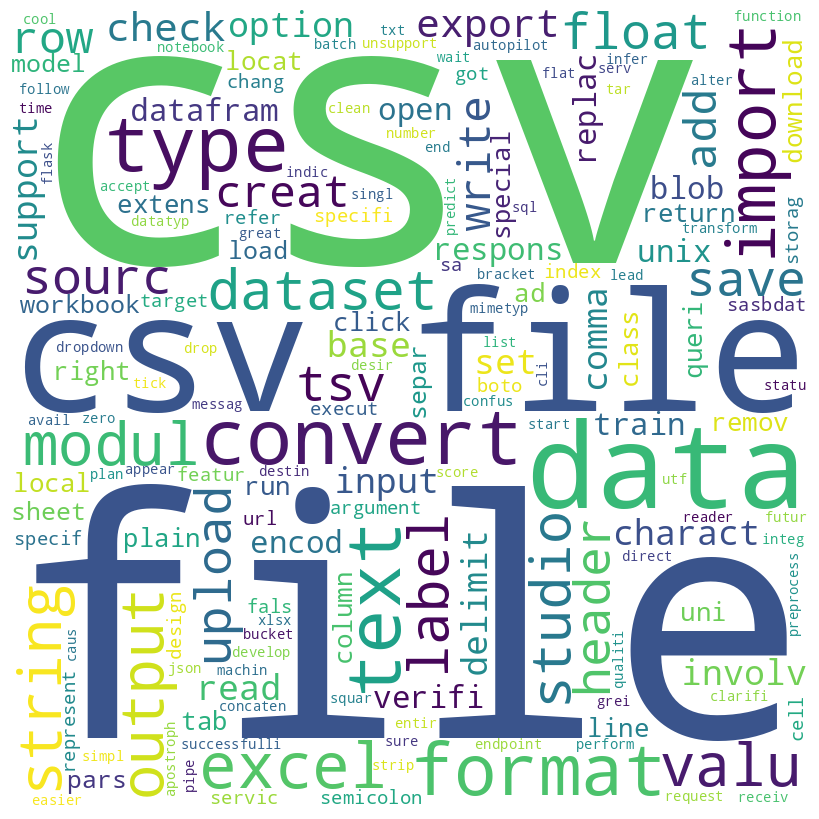 cool
row
check
option
export
float
function
txt
batch
unsupport
autopilot
notebook
model
locat
wait
infer
got
flat
serv
alter
follow
chang
tar
time
datafram
open
write
replac
add
import
download
csv
type
clean
number
end
support
flask
accept
creat
indic
singl
special
blob
extens
datatyp
refer
specifi
predict
sql
return
great
load
respons
unix
transform
storag
sourc
sa
bracket
index
lead
save
dataset
workbook
target
ad
mimetyp
comma
sasbdat
click
csv file
base
list
class
queri
dropdown
drop
desir
set
cli
right
tick
tsv
separ
boto
statu
messag
execut
confus
avail
zero
start
train
remov
modul
convert
data
plan
appear
featur
destin
input
score
local
run
argument
utf
sheet
upload
url
text
label
reader
futur
specif
plain
encod
studio
charact
direct
integ
delimit
header
preprocess
string
output
design
fals
column
file
uni
qualiti
caus
xlsx
bucket
involv
represent
json
develop
read
machin
verifi
grei
clarifi
concaten
squar
tab
entir
line
cell
successfulli
sure
endpoint
perform
simpl
apostroph
pars
pipe
excel
strip
format
valu
easier
servic
semicolon
request
receiv